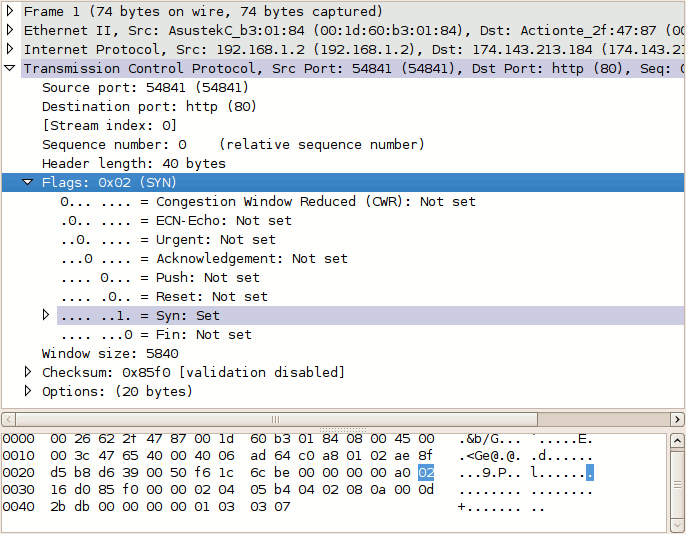 Frame 1 (74 bytes on wire, 74 bytes captured)
Ethernet II, Src: AsustekC_b3:01:84 (00:1d:60:b3:01:84), Dst: Actionte_2f:47:87 (00
Internet Protocol, Src: 192.168.1.2 (192.168.1.2), Dst: 174.143.213.184 (174.143.21
Transmission Control Protocol, Src Port: 54841 (54841), Dst Port: http (80), Seq: 0
Source port: 54841 (54841)
Destination port: http (80)
[Stream index: 0]
Sequence number: 0    (relative sequence number)
Header length: 40 bytes
Flags: 0x02 (SYN)
0... .... = Congestion Window Reduced (CWR): Not set
.0.. .... = ECN-Echo: Not set
..0. .... = Urgent: Not set
...0 .... = Acknowledgement: Not set
.... 0... = Push: Not set
.... .0.. = Reset: Not set
.... ..1. = Syn: Set
.... ...0 = Fin: Not set
Window size: 5840
Checksum: 0x85f0 [validation disabled]
Options: (20 bytes)
0000  00 26 62 2f 47 87 00 1d  60 b3 01 84 08 00 45 00   .&b/G... `.....E.
0010  00 3c 47 65 40 00 40 06  ad 64 c0 a8 01 02 ae 8f   .<Ge@.@. .d......
0020  d5 b8 d6 39 00 50 f6 1c  6c be 00 00 00 00 a0 02   ...9.P.. l.......
0030  16 d0 85 f0 00 00 02 04  05 b4 04 02 08 0a 00 0d   ........ ........
0040  2b db 00 00 00 00 01 03  03 07                     +....... ..